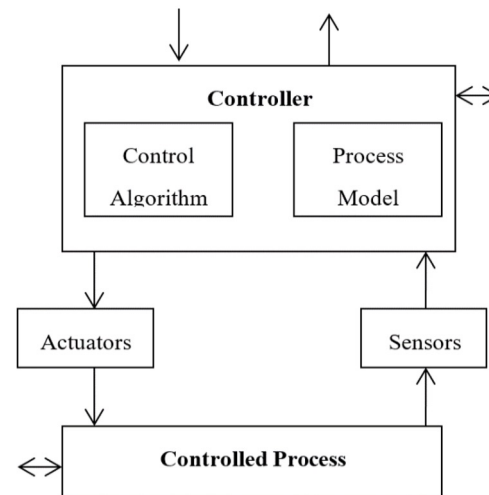 Controller
Control
Algorithm
Process
Model
Actuators
Sensors
Controlled Process